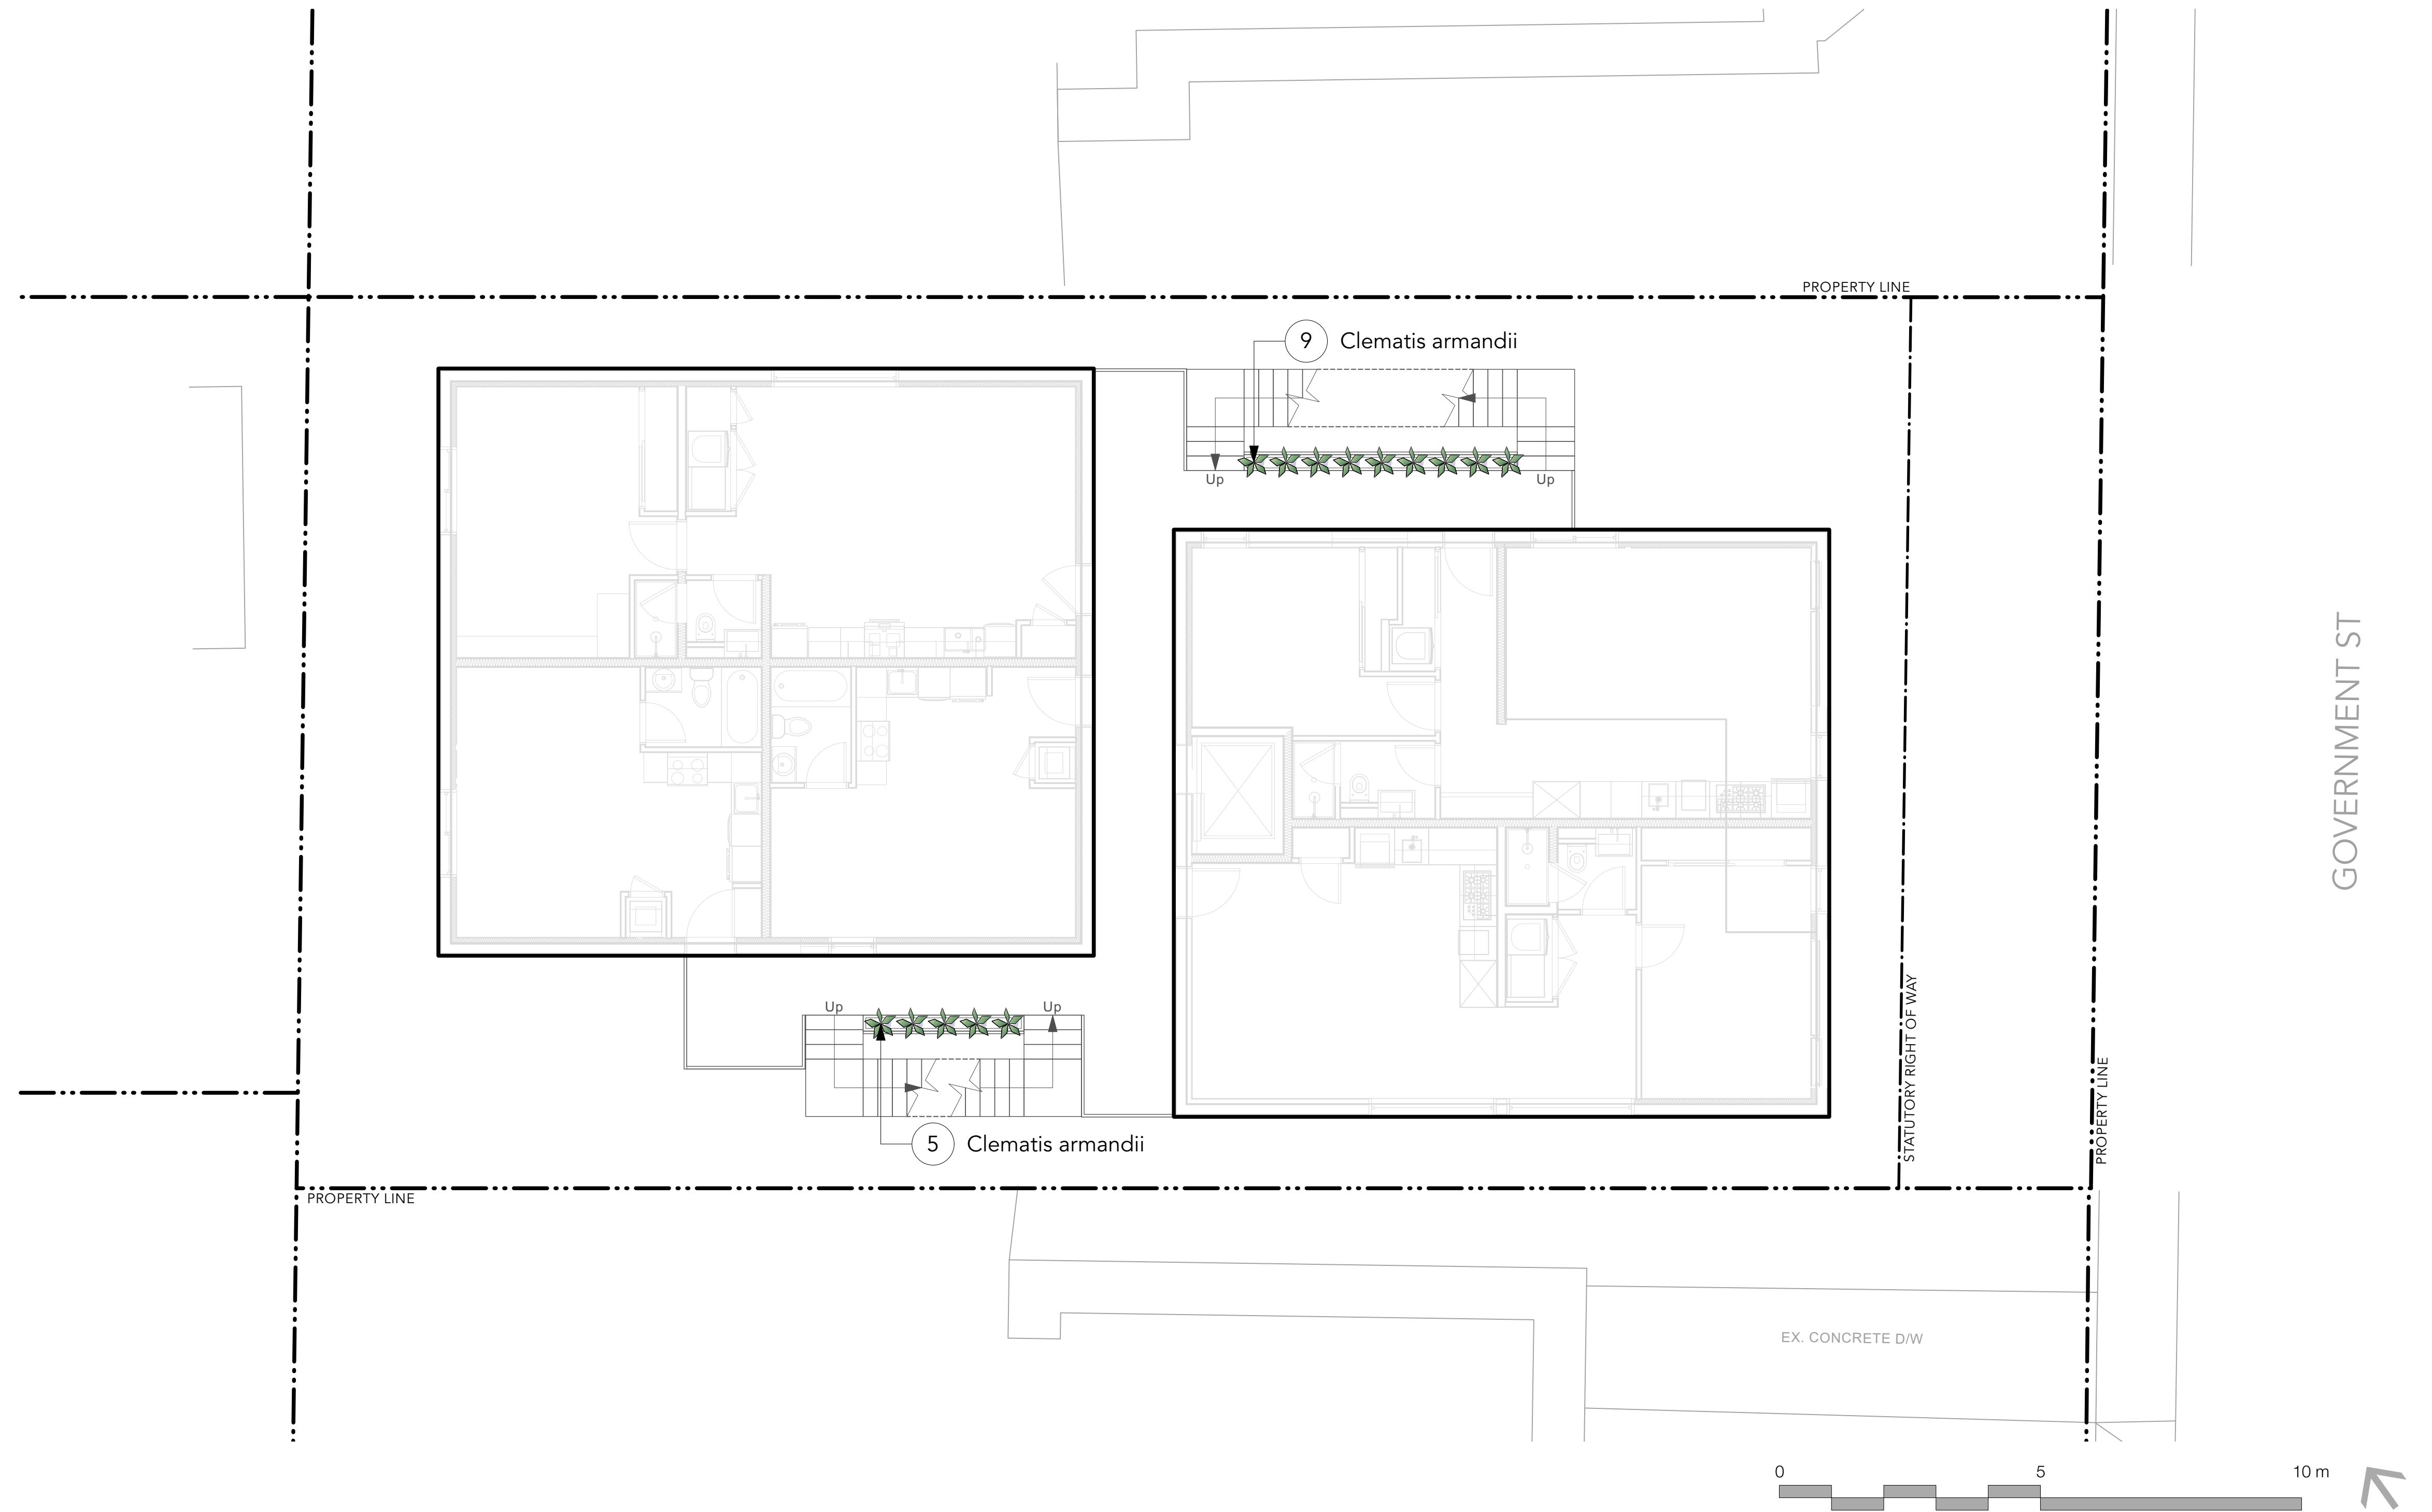 PROPERTY LINE
9 Clematis armandii
Up
Up
GOVERNMENT ST
Up
Up
STATUTORY RIGHT OF WAY
PROPERTY LINE
5 Clematis armandii
PROPERTY LINE
EX. CONCRETE D/W
0 5 10 m